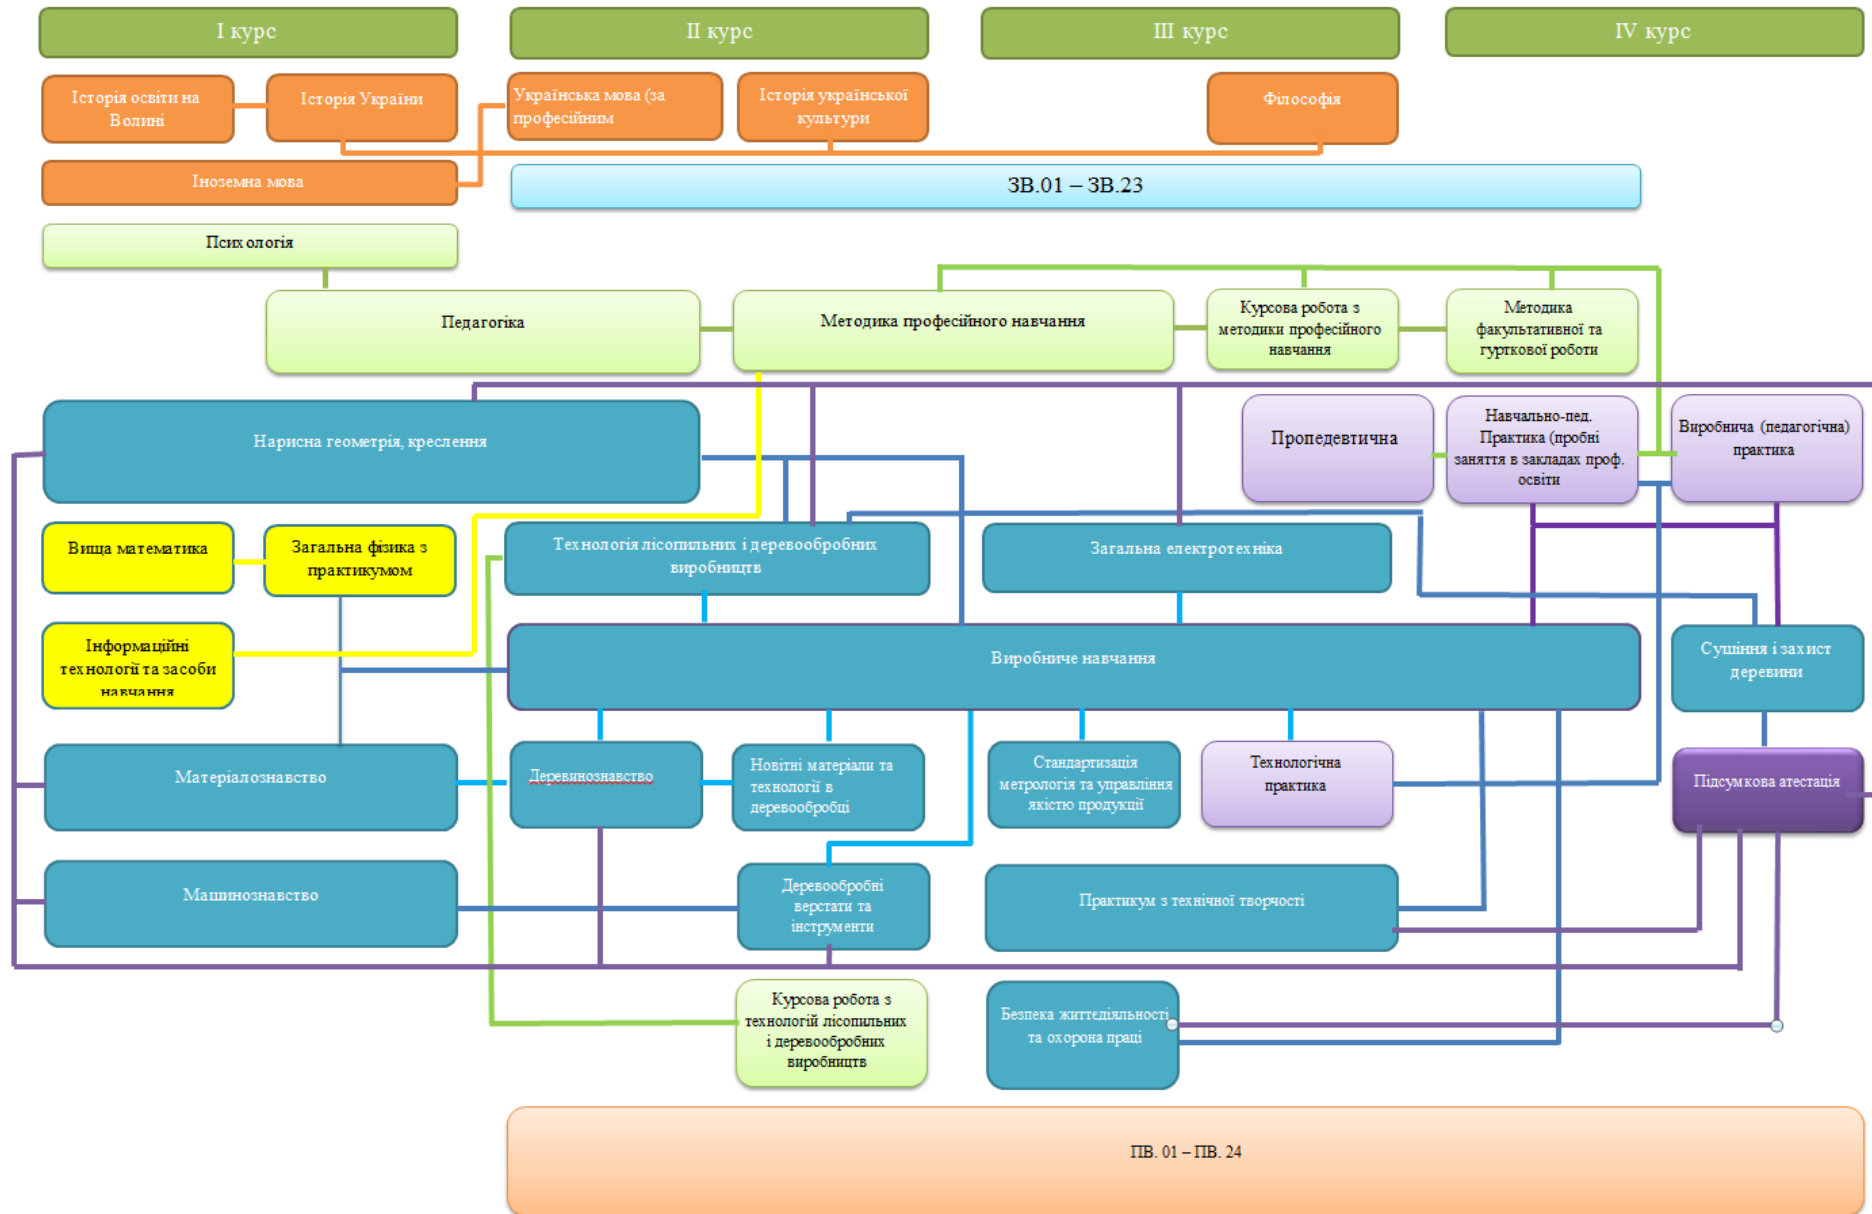 І курс
ІІ курс
ІІІ курс
IV курс
Історія освіти на
Волині
Історія України
Українська мова (за
професійним
Історія української
культури
Філософія
Іноземна мова
ЗВ.01 – ЗВ.23
Психологія
Педагогіка
Методика професійного навчання
Курсова робота з
методики професійного
навчання
Методика
факультативної та
гурткової роботи
Нарисна геометрія, креслення
Пропедевтична
Навчально-пед.
Практика (пробні
заняття в закладах проф.
освіти
Виробнича (педагогічна)
практика
Вища математика
Загальна фізика з
практикумом
Технологія лісопильних і деревообробних
виробництв
Загальна електротехніка
Інформаційні
технології та засоби
навчання
Виробниче навчання
Сушіння і захист
деревини
Матеріалознавство
Деревинознавство
Новітні матеріали та
технології в
деревообробці
Стандартизація
метрологія та управління
якістю продукції
Технологічна
практика
Підсумкова атестація
Машинознавство
Деревообробні
верстати та
інструменти
Практикум з технічної творчості
Курсова робота з
технологій лісопильних
і деревообробних
виробництв
Безпека життєдіяльності
та охорона праці
ПВ. 01 – ПВ. 24